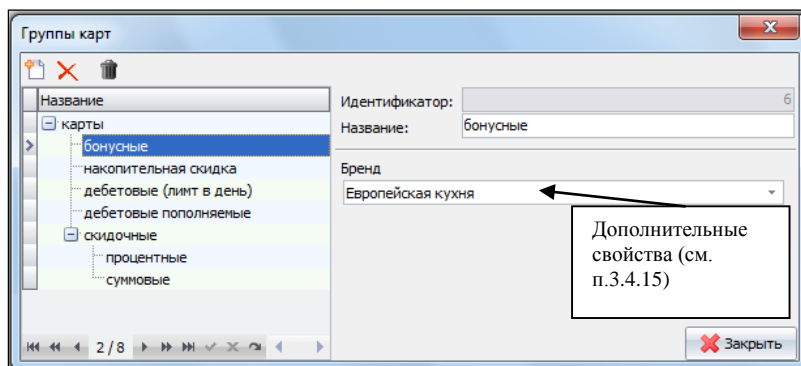 Группы карт
Название
карты
бонусные
накопительная скидка
дебетовые (лимт в день)
дебетовые пополняемые
скидочные
процентные
суммовые
2 / 8
Идентификатор:
6
Название:
бонусные
Бренд
Европейская кухня
Дополнительные
свойства (см.
п.3.4.15)
Закрыть